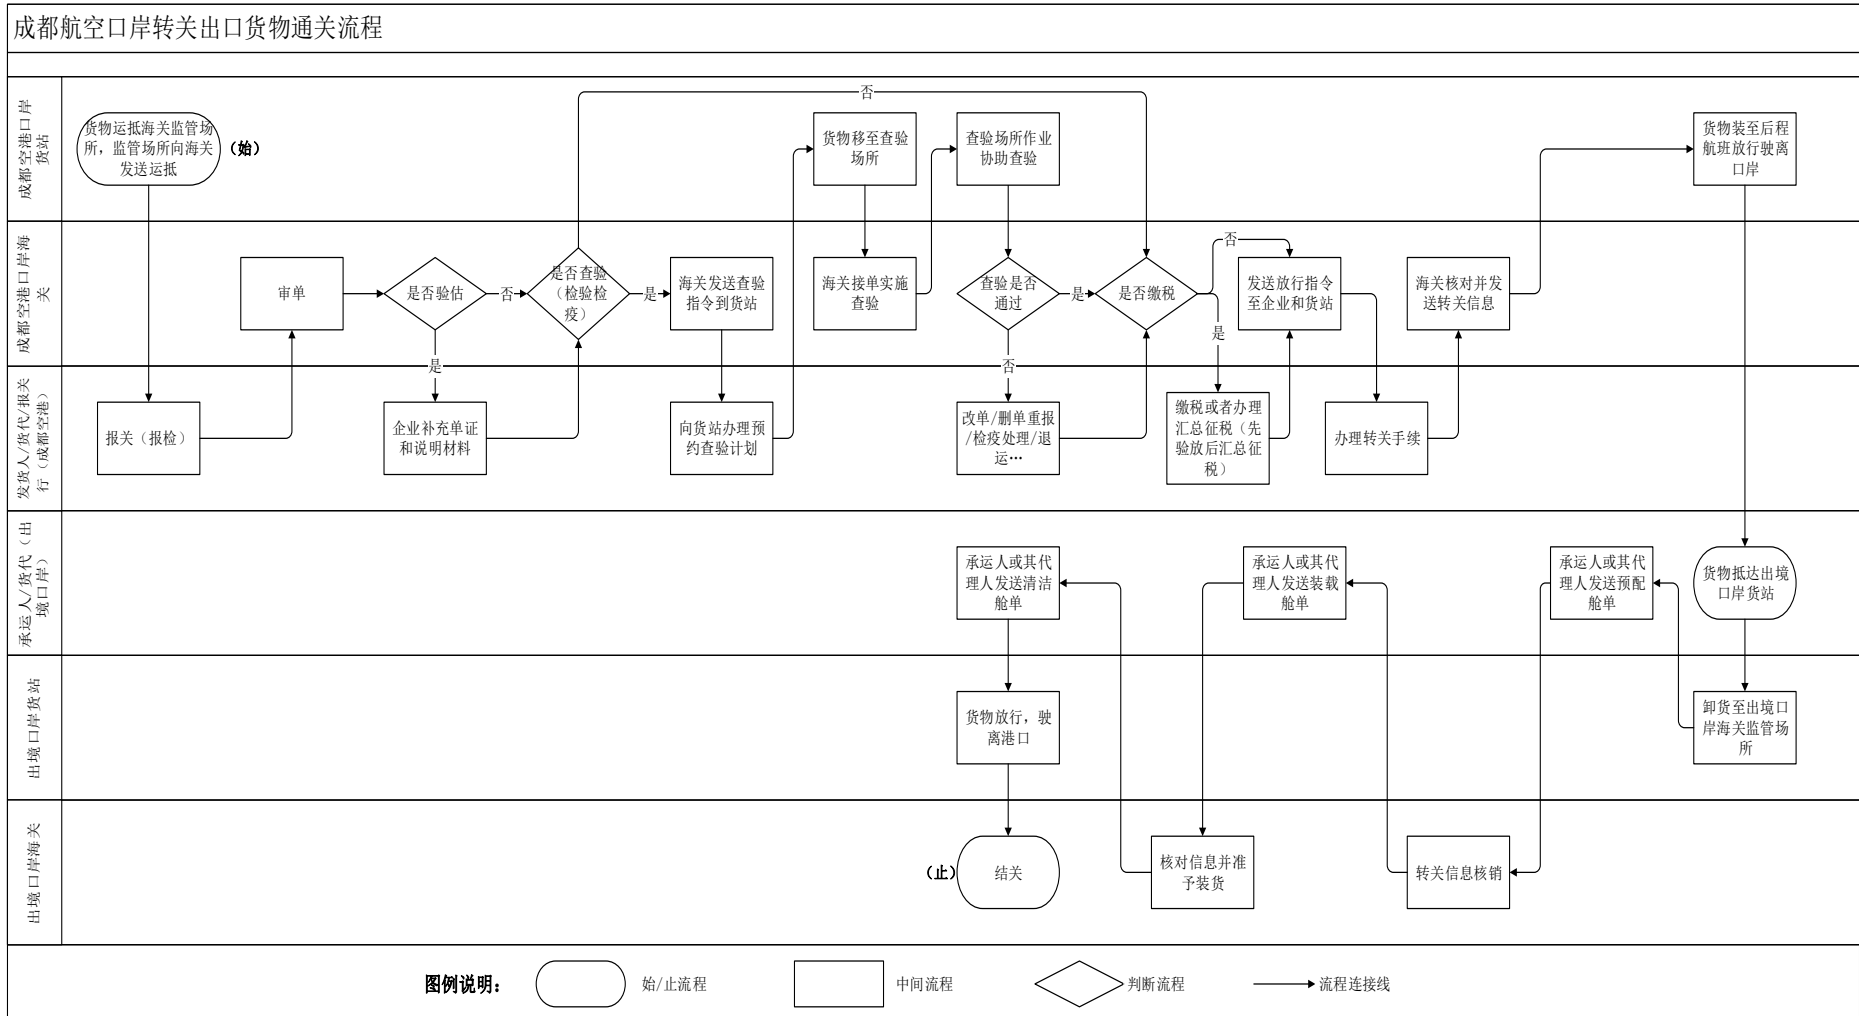 成都航空口岸转关出口货物通关流程
成都空港口岸
货站
货物运抵海关监管场
所，监管场所向海关
发送运抵
（始）
否
货物移至查验
场所
查验场所作业
协助查验
货物装至后程
航班放行驶离
口岸
成都空港口岸海
关
审单
是否验估
否
是否查验
（检验检
疫）
是
海关发送查验
指令到货站
海关接单实施
查验
查验是否
通过
是
是否缴税
否
是
发送放行指令
至企业和货站
海关核对并发
送转关信息
是
否
发货人/货代/报关
行（成都空港）
报关（报检）
企业补充单证
和说明材料
向货站办理预
约查验计划
改单/删单重报
/检疫处理/退
运…
缴税或者办理
汇总征税（先
验放后汇总征
税）
办理转关手续
承运人/货代（出
境口岸）
承运人或其代
理人发送清洁
舱单
承运人或其代
理人发送装载
舱单
承运人或其代
理人发送预配
舱单
货物抵达出境
口岸货站
出境口岸货站
货物放行，驶
离港口
卸货至出境口
岸海关监管场
所
出境口岸海关
（止）
结关
核对信息并准
予装货
转关信息核销
图例说明：
始/止流程
中间流程
判断流程
流程连接线